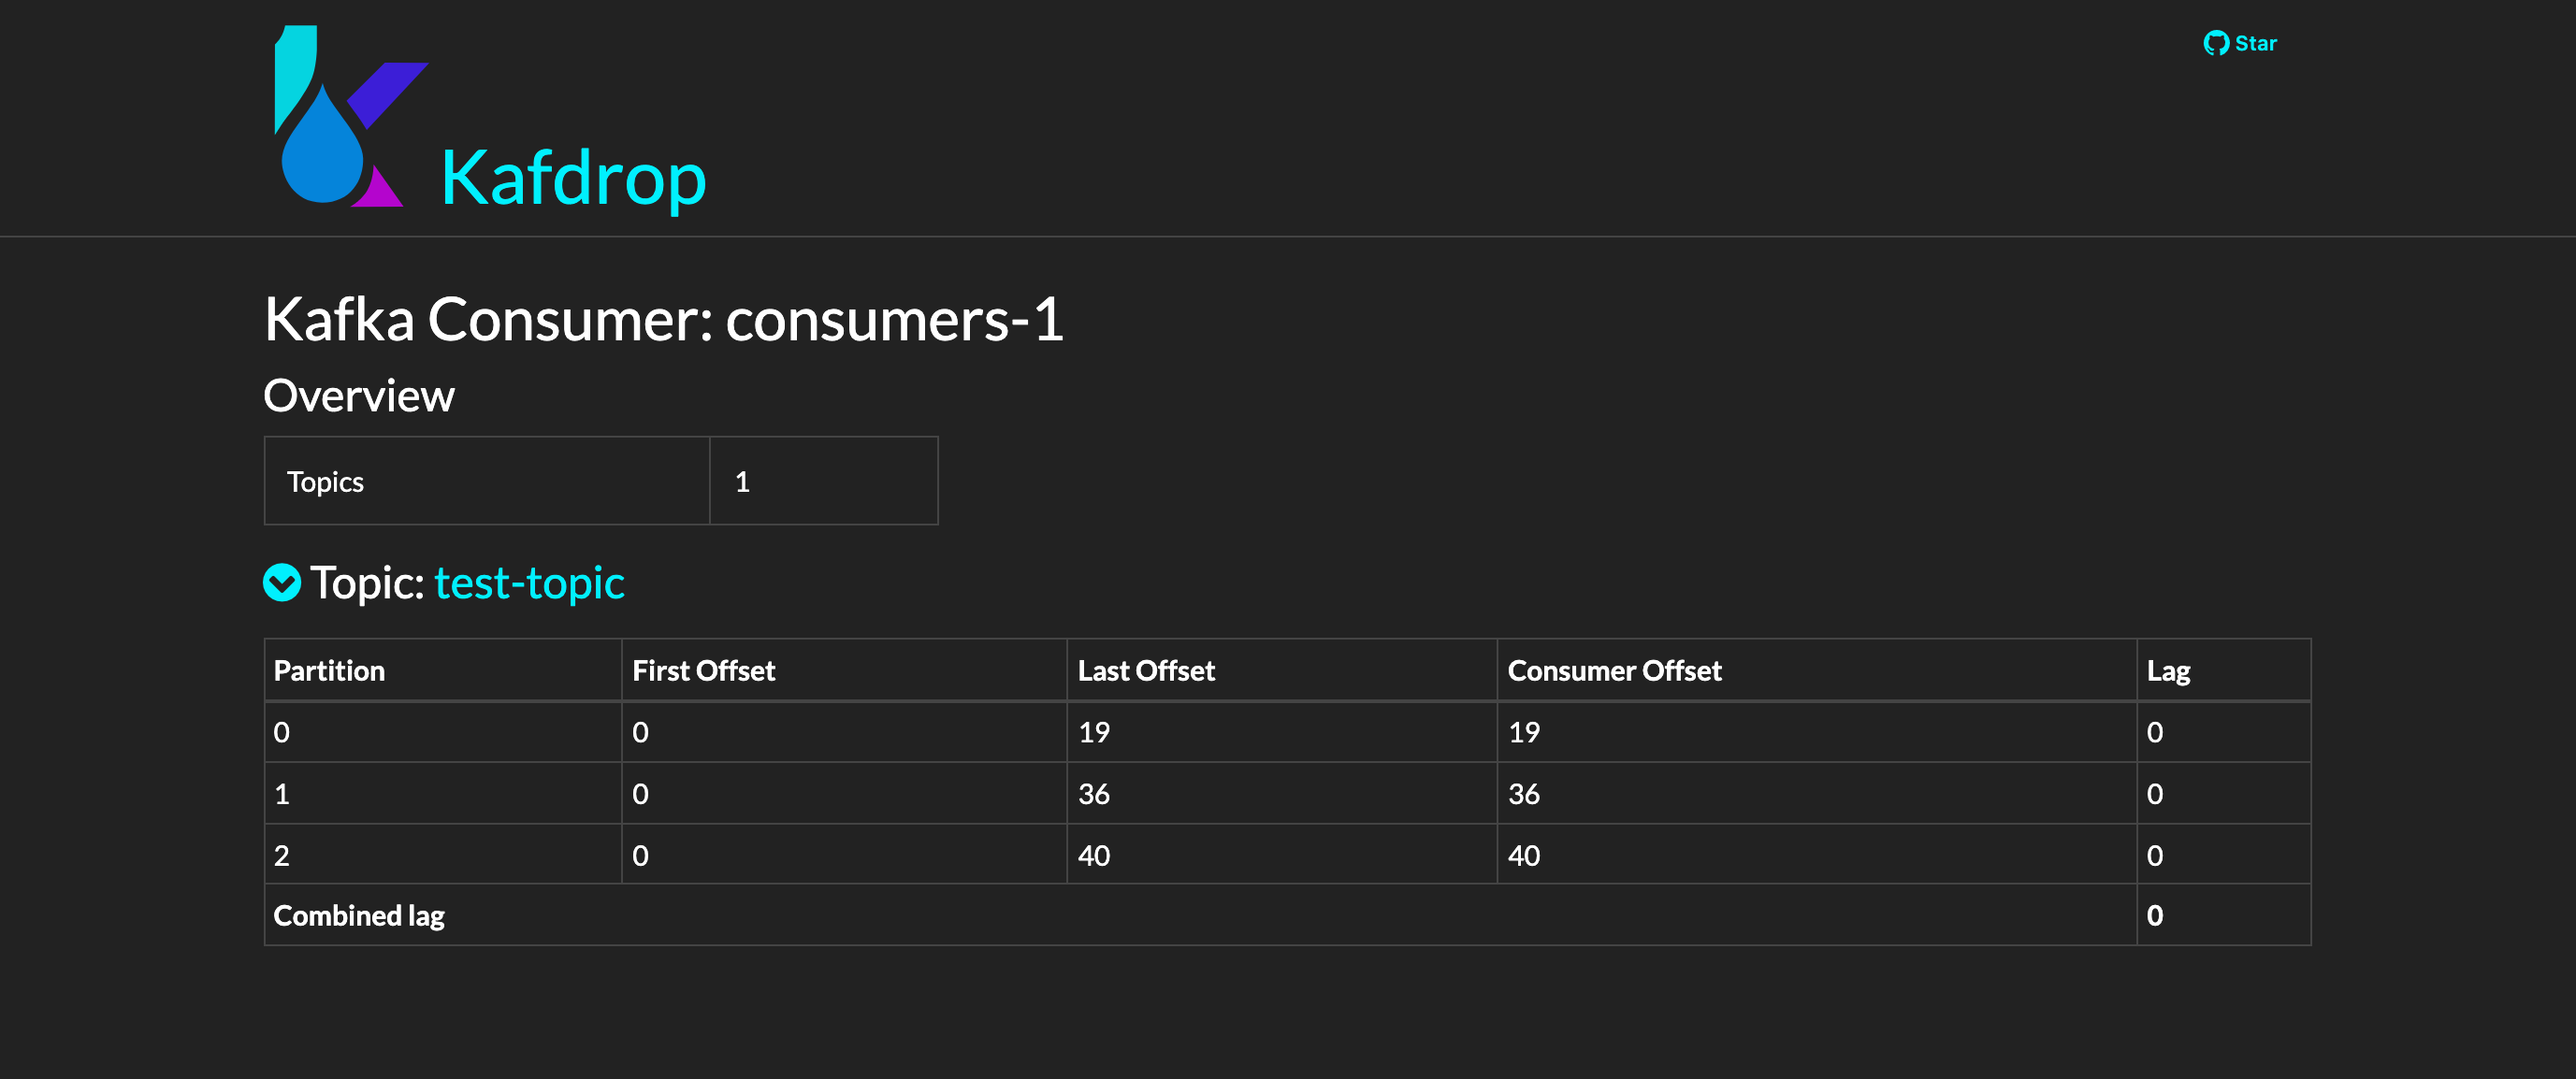 Star
Kafdrop
Kafka Consumer: consumers-1
Overview
Topics 1
Topic: test-topic
Partition First Offset Last Offset Consumer Offset Lag
0 0 19 19 0
1 0 36 36 0
2 0 40 40 0
Combined lag 0